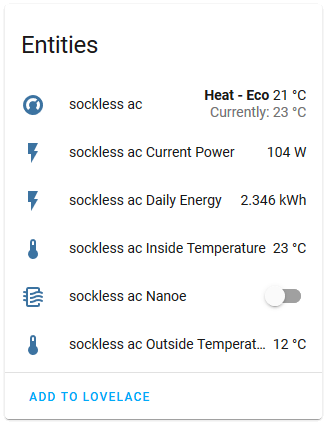 Entities
sockless ac Heat - Eco 21 °C
Currently: 23 °C
sockless ac Current Power 104 W
sockless ac Daily Energy 2.346 kWh
sockless ac Inside Temperature 23 °C
sockless ac Nanoe
sockless ac Outside Temperat... 12 °C
ADD TO LOVELACE